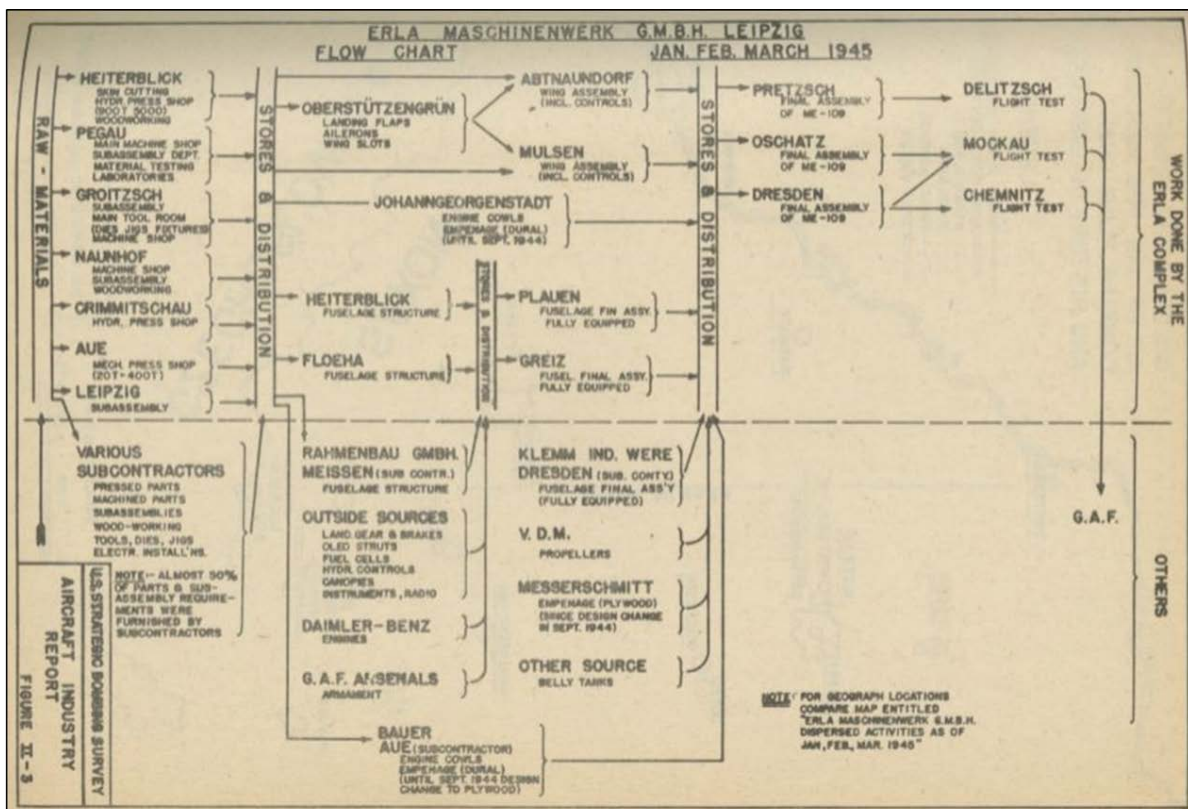 ERLA MASCHINENWERK G.M.B.H. LEIPZIG
FLOW CHART JAN. FEB. MARCH 1945
RAW - MATERIALS
HEITERBLICK
SKIN CUTTING
HYDR. PRESS SHOP
(900T 5000)
WOODWORKING
PEGAU
MAIN MACHINE SHOP
SUBASSEMBLY DEPT.
MATERIAL TESTING
LABORATORIES
GROITZSCH
SUBASSEMBLY
MAIN TOOL ROOM
(DIES JIGS FIXTURES)
MACHINE SHOP
NAUNHOF
MACHINE SHOP
SUBASSEMBLY
WOODWORKING
CRIMMITSCHAU
HYDR. PRESS SHOP
AUE
MECH. PRESS SHOP
(20T-400T)
LEIPZIG
SUBASSEMBLY
STORES & DISTRIBUTION
OBERSTÜTZENGRÜN
LANDING FLAPS
AILERONS
WING SLOTS
ABTNAUNDORF
WING ASSEMBLY
(INCL. CONTROLS)
MULSEN
WING ASSEMBLY
(INCL. CONTROLS)
JOHANNGEORGENSTADT
ENGINE COWLS
EMPENAGE (DURAL)
(UNTIL SEPT. 1944)
HEITERBLICK
FUSELAGE STRUCTURE
FLOEHA
FUSELAGE STRUCTURE
STORES & DISTRIBUTION
PLAUEN
FUSELAGE FIN ASSY.
FULLY EQUIPPED
GREIZ
FUSEL. FINAL ASSY.
FULLY EQUIPPED
STORES & DISTRIBUTION
PRETZSCH
FINAL ASSEMBLY
OF ME-109
OSCHATZ
FINAL ASSEMBLY
OF ME-109
DRESDEN
FINAL ASSEMBLY
OF ME-109
DELITZSCH
FLIGHT TEST
MOCKAU
FLIGHT TEST
CHEMNITZ
FLIGHT TEST
WORK DONE BY THE
ERLA COMPLEX
VARIOUS
SUBCONTRACTORS
PRESSED PARTS
MACHINED PARTS
SUBASSEMBLIES
WOOD-WORKING
TOOLS, DIES, JIGS
ELECTR. INSTALL'NS.
NOTE:- ALMOST 50%
OF PARTS & SUB-
ASSEMBLY REQUIRE-
MENTS WERE
FURNISHED BY
SUBCONTRACTORS
RAHMENBAU GMBH.
MEISSEN (SUB CONTR.)
FUSELAGE STRUCTURE
OUTSIDE SOURCES
LAND. GEAR & BRAKES
OLEO STRUTS
FUEL CELLS
HYDR. CONTROLS
CANOPIES
INSTRUMENTS, RADIO
DAIMLER-BENZ
ENGINES
G.A.F. ARSENALS
ARMAMENT
BAUER
AUE (SUBCONTRACTOR)
ENGINE COWLS
EMPENAGE (DURAL)
(UNTIL SEPT. 1944 DESIGN
CHANGE TO PLYWOOD)
KLEMM IND. WERE
DRESDEN (SUB. CONT'Y)
FUSELAGE FINAL ASS'Y
(FULLY EQUIPPED)
V. D. M.
PROPELLERS
MESSERSCHMITT
EMPENAGE (PLYWOOD)
(SINCE DESIGN CHANGE
IN SEPT. 1944)
OTHER SOURCE
BELLY TANKS
G.A.F.
OTHERS
NOTE: FOR GEOGRAPH LOCATIONS
COMPARE MAP ENTITLED
"ERLA MASCHINENWERK G.M.B.H.
DISPERSED ACTIVITIES AS OF
JAN, FEB., MAR. 1945"
U.S. STRATEGIC BOMBING SURVEY
AIRCRAFT INDUSTRY
REPORT
FIGURE II-3